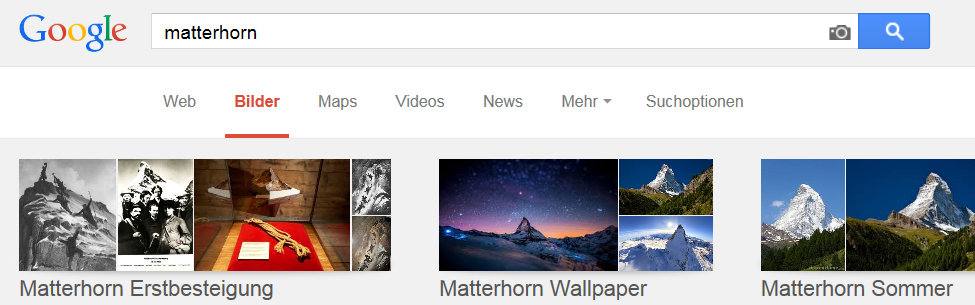 Google matterhorn
Web Bilder Maps Videos News Mehr Suchoptionen
Matterhorn Erstbesteigung Matterhorn Wallpaper Matterhorn Sommer